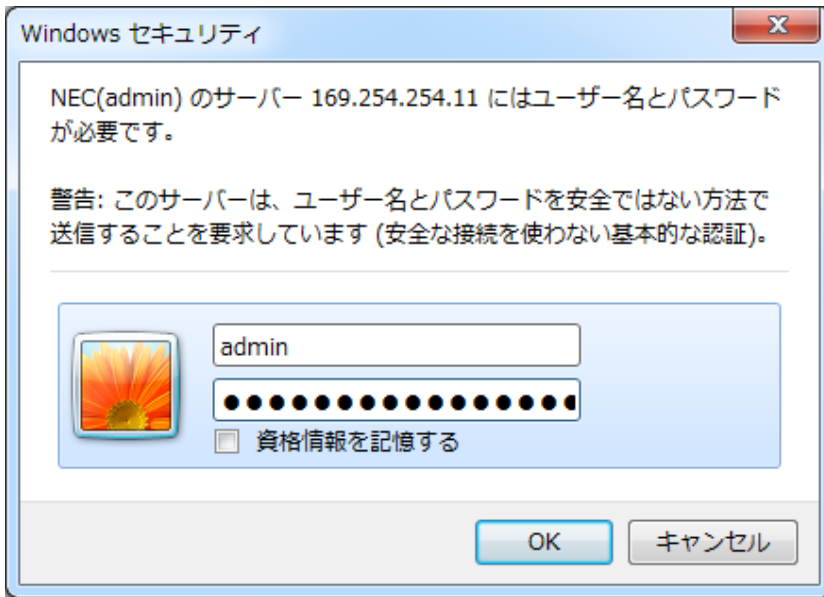 Windows セキュリティ
NEC(admin) のサーバー 169.254.254.11 にはユーザー名とパスワード
が必要です。
警告: このサーバーは、ユーザー名とパスワードを安全ではない方法で
送信することを要求しています (安全な接続を使わない基本的な認証)。
admin
●●●●●●●●●●●●●●●●
資格情報を記憶する
OK
キャンセル